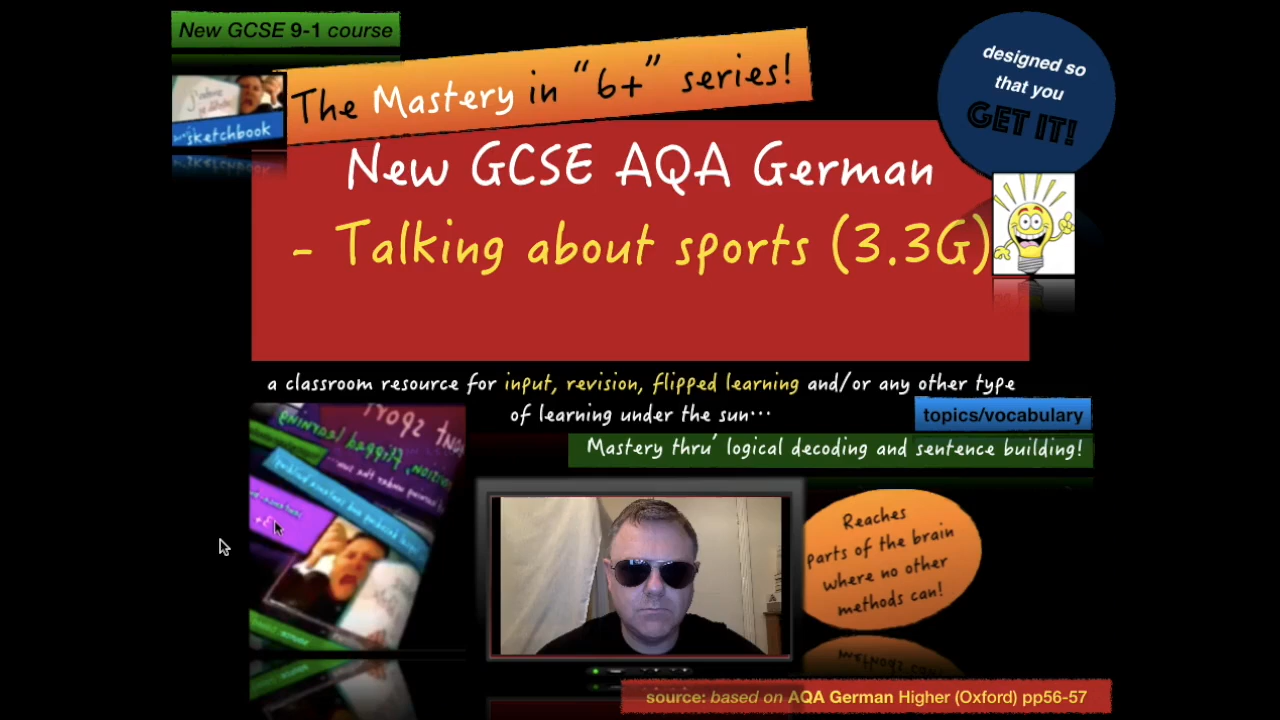 New GCSE 9-1 course
The Mastery in “6+” series!
designed so
that you
GET IT!
sketchbook
New GCSE AQA German
- Talking about sports (3.3G)
a classroom resource for input, revision, flipped learning and/or any other type
of learning under the sun...
topics/vocabulary
Mastery thru’ logical decoding and sentence building!
Reaches
parts of the brain
where no other
methods can!
source: based on AQA German Higher (Oxford) pp56-57